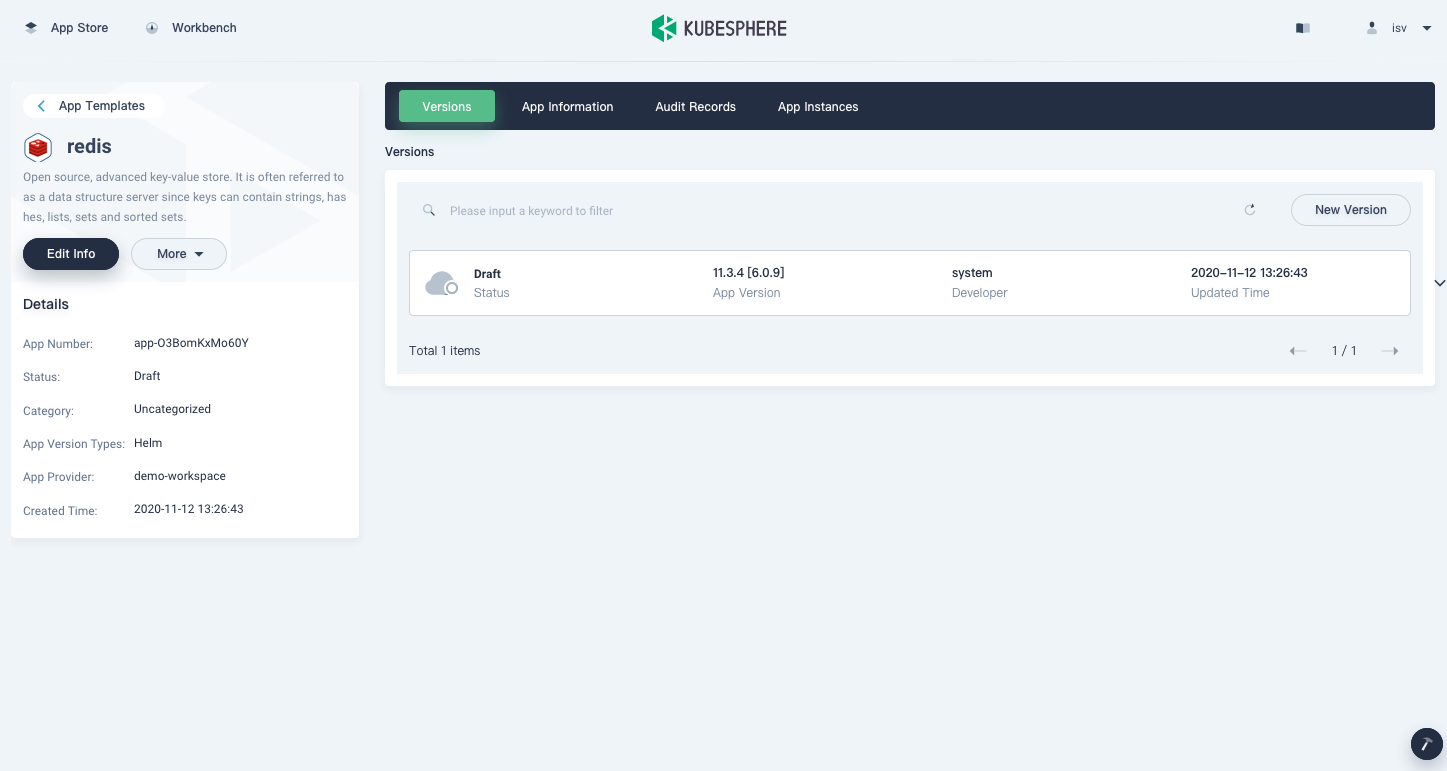 App Store
Workbench
KUBESPHERE
isv
App Templates
redis
Open source, advanced key-value store. It is often referred to
as a data structure server since keys can contain strings, has
hes, lists, sets and sorted sets.
Edit Info
More
Details
App Number: app-O3BomKxMo60Y
Status: Draft
Category: Uncategorized
App Version Types: Helm
App Provider: demo-workspace
Created Time: 2020-11-12 13:26:43
Versions
App Information
Audit Records
App Instances
Versions
Please input a keyword to filter
New Version
Draft
Status
11.3.4 [6.0.9]
App Version
system
Developer
2020-11-12 13:26:43
Updated Time
Total 1 items
1 / 1